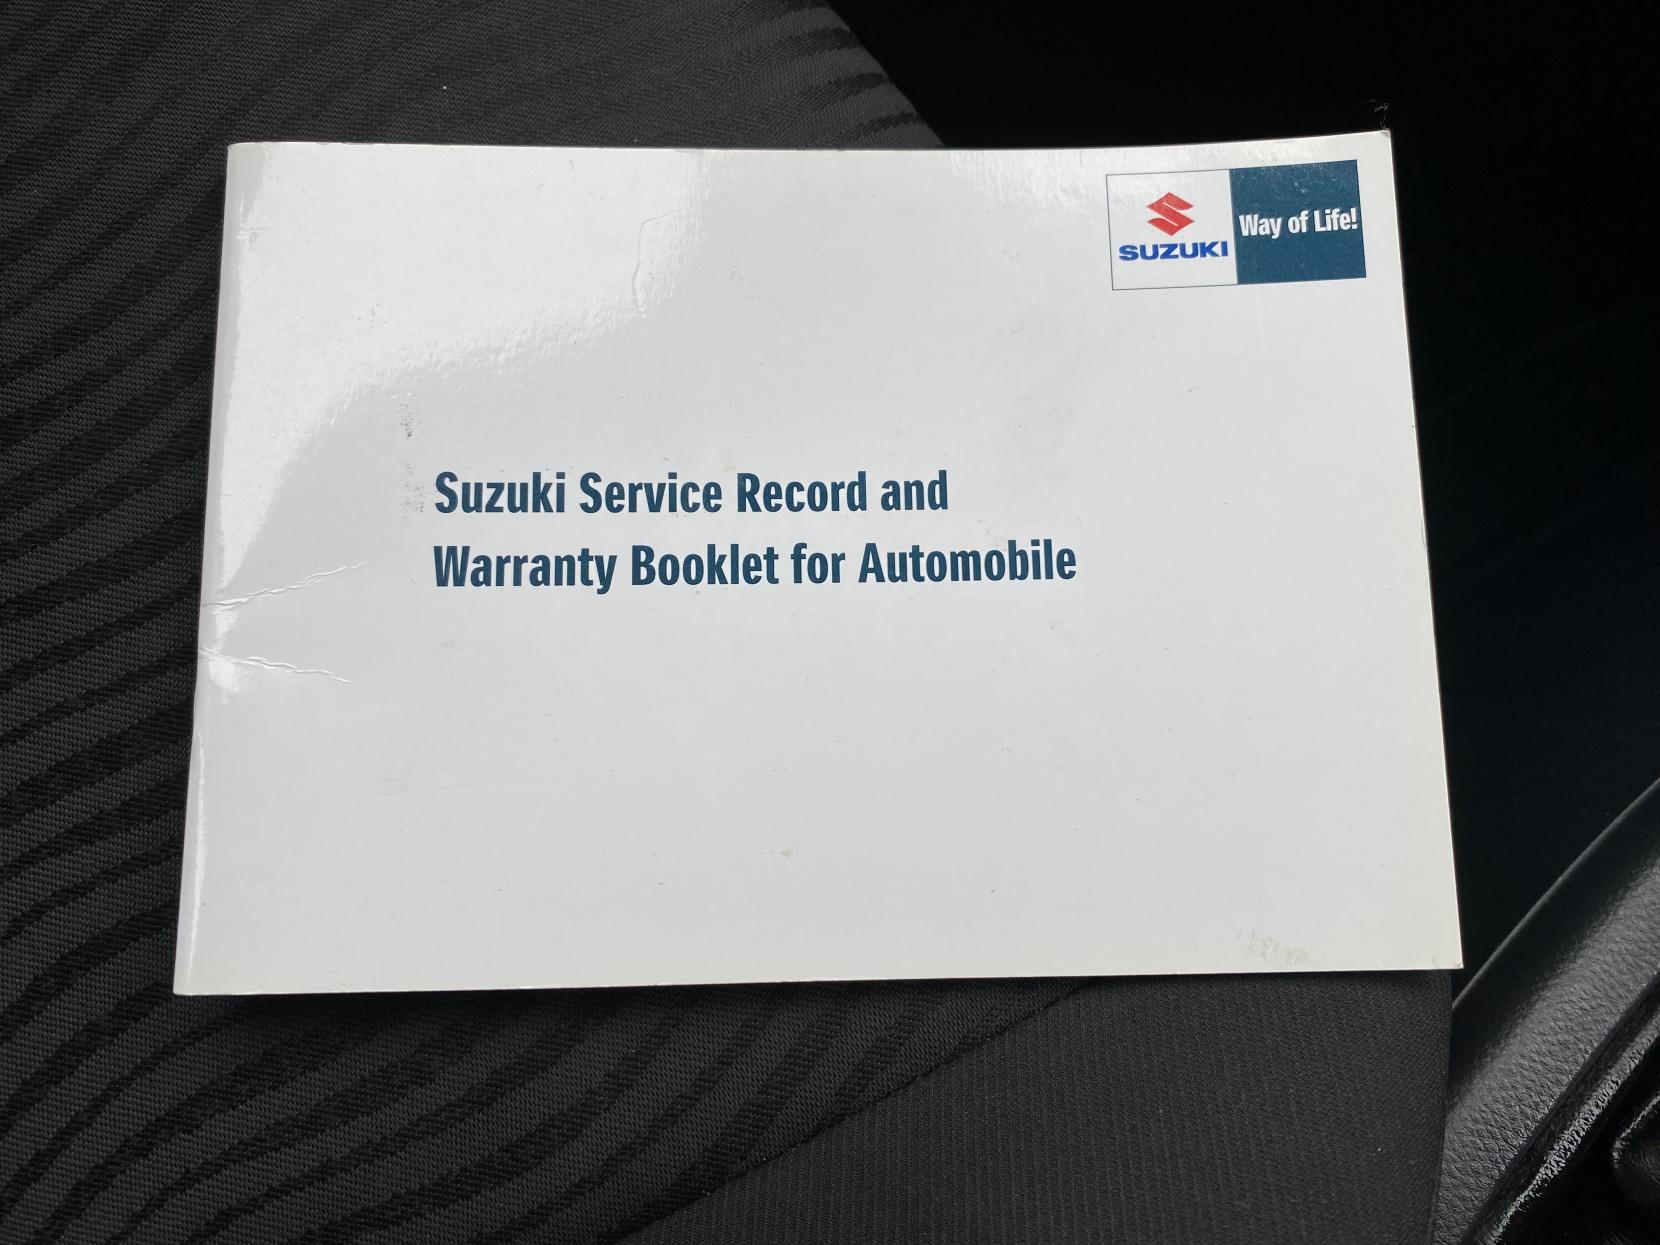 SUZUKI
Way of Life!
Suzuki Service Record and
Warranty Booklet for Automobile